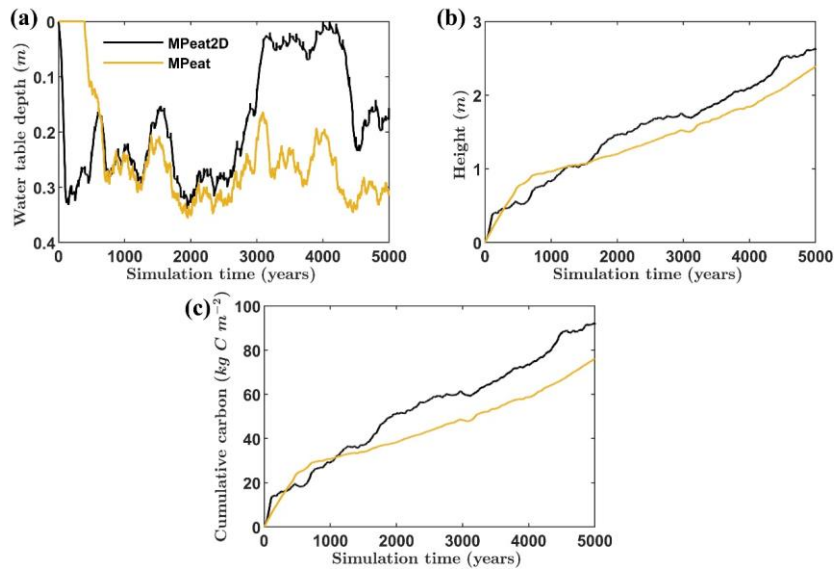 (a)
Water table depth (m)
0
0.1
0.2
0.3
0.4
MPeat2D
MPeat
0 1000 2000 3000 4000 5000
Simulation time (years)
(b)
Height (m)
3
2
1
0
0 1000 2000 3000 4000 5000
Simulation time (years)
(c)
Cumulative carbon (kg C m⁻²)
100
80
60
40
20
0
0 1000 2000 3000 4000 5000
Simulation time (years)